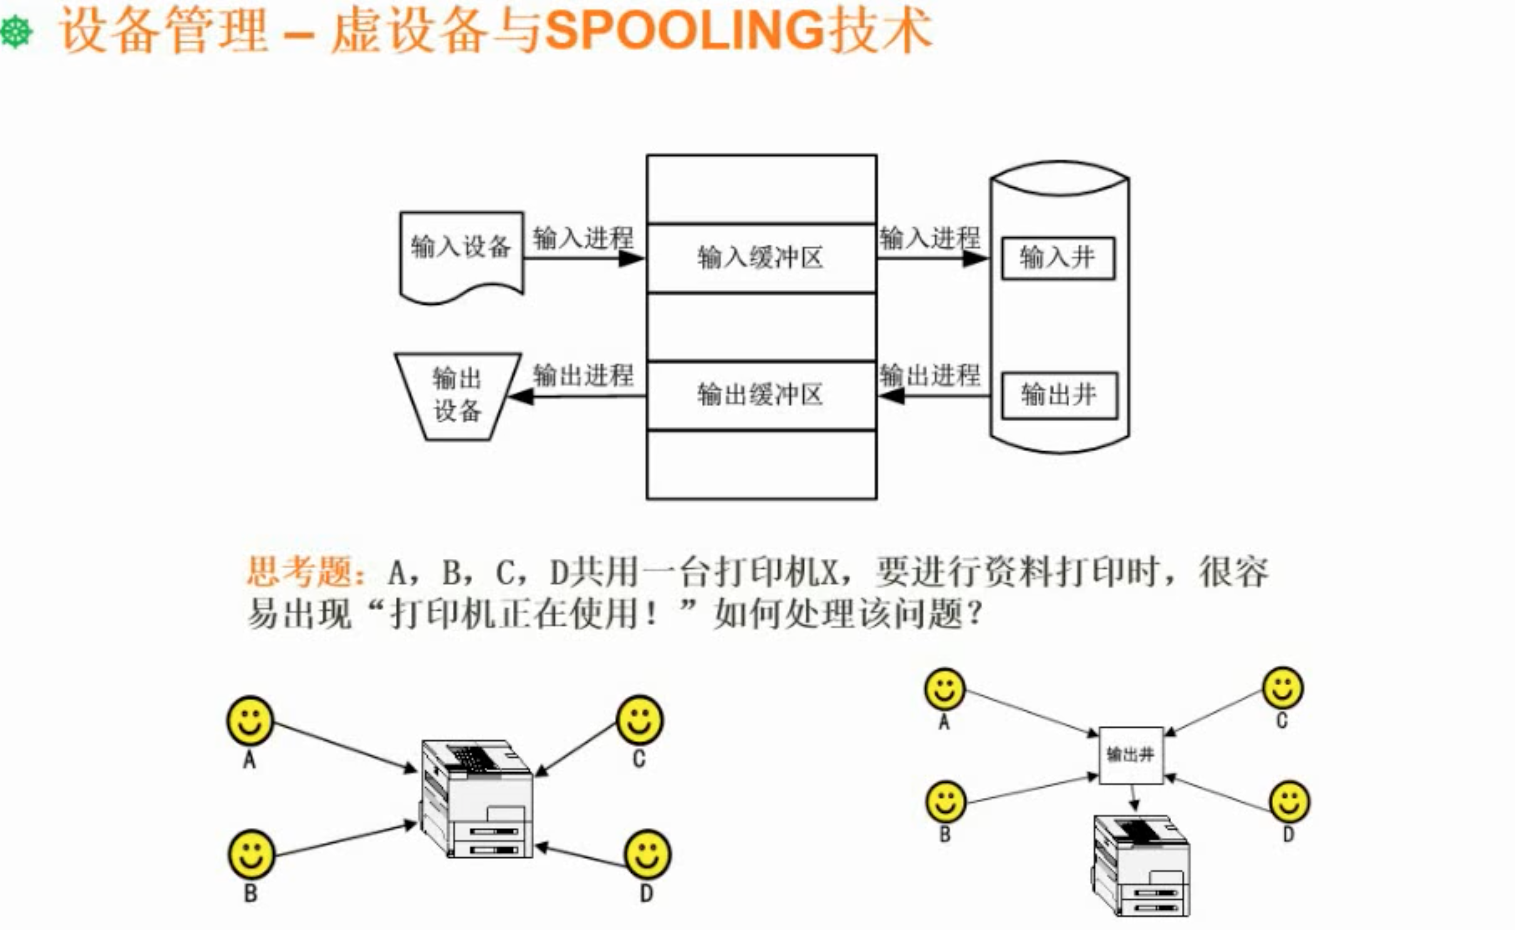 设备管理 – 虚设备与SPOOLING技术
输入设备
输入进程
输入缓冲区
输入进程
输入井
输出
设备
输出进程
输出缓冲区
输出进程
输出井
思考题：A，B，C，D共用一台打印机X，要进行资料打印时，很容
易出现“打印机正在使用！”如何处理该问题？
A
C
B
D
A
C
输出井
B
D